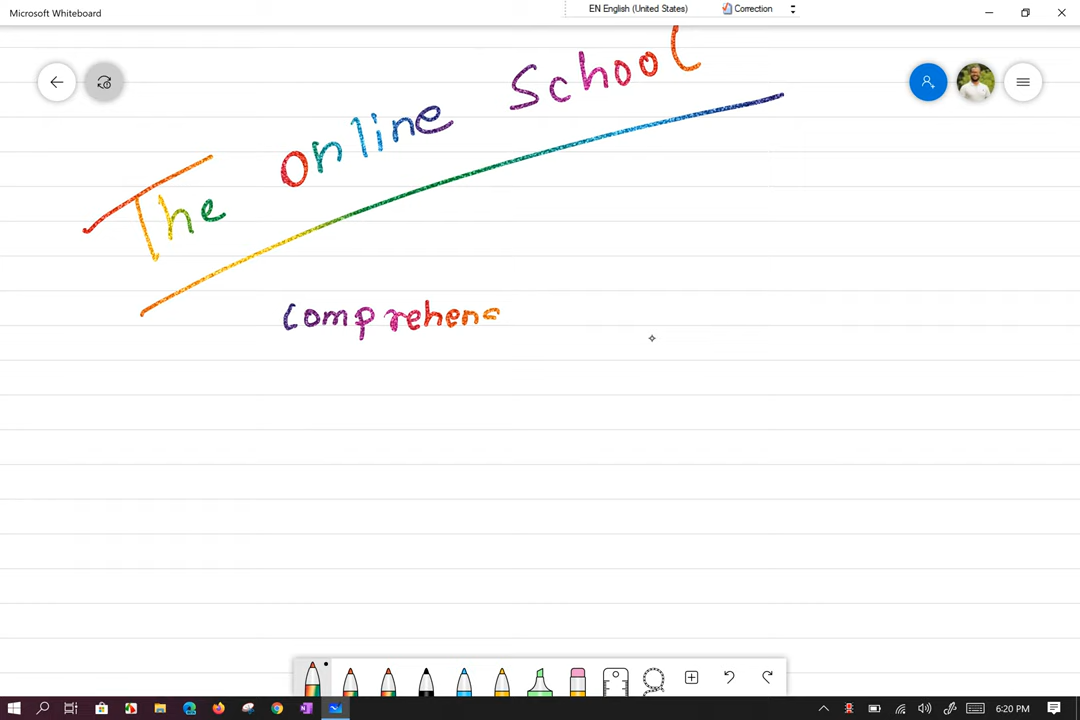 Microsoft Whiteboard
EN English (United States)
Correction
The online School
Comprehens
6:20 PM